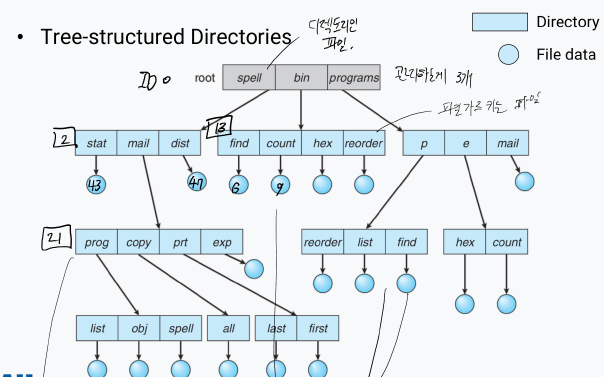 • Tree-structured Directories
디렉토리인
파일.
Directory
File data
ID 0
root spell bin programs
관리하는게 3개
파일가르키는 파일
2 stat mail dist
13 find count hex reorder
p e mail
43 47 6 9
21 prog copy prt exp
reorder list find
hex count
list obj spell all last first